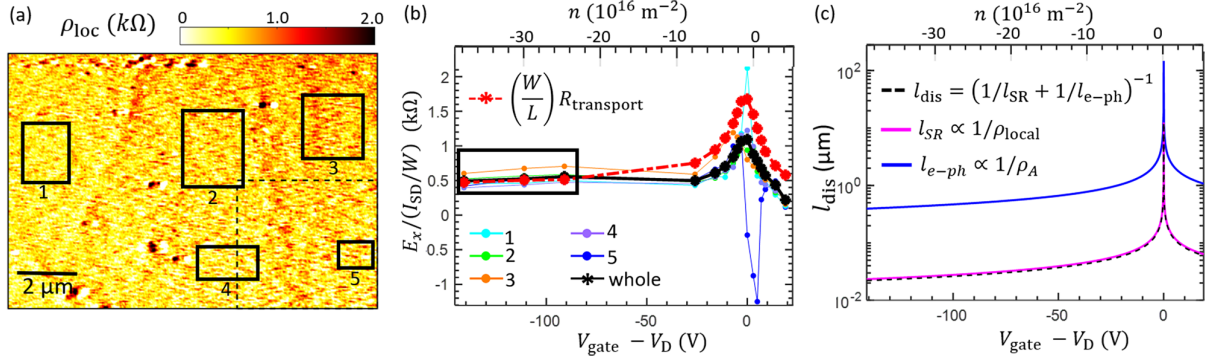 (a)
ρ_loc (kΩ)
0 1.0 2.0
1
2
3
4
5
2 μm
(b)
n (10^16 m^-2)
-30 -20 -10 0
E_x/(I_SD/W) (kΩ)
2
1.5
1
0.5
0
-0.5
-1
(W/L) R_transport
1
2
3
4
5
whole
-100 -50 0
V_gate − V_D (V)
(c)
n (10^16 m^-2)
-30 -20 -10 0
l_dis (μm)
10^2
10^0
10^-2
l_dis = (1/l_SR + 1/l_e−ph)^−1
l_SR ∝ 1/ρ_local
l_e−ph ∝ 1/ρ_A
-100 -50 0
V_gate − V_D (V)